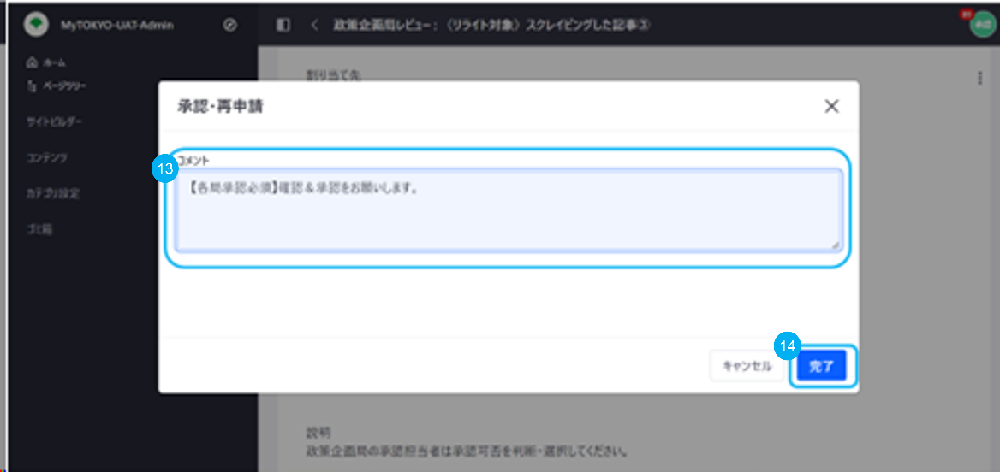 MyTOKYO-UAT-Admin
政策企画局レビュー：（リライト対象）スクレイピングした記事③
承認
ホーム
ページツリー
サイトビルダー
コンテンツ
カテゴリ設定
ゴミ箱
割り当て先
承認・再申請
13
コメント
【各局承認必須】確認＆承認をお願いします。
14
キャンセル
完了
説明
政策企画局の承認担当者は承認可否を判断・選択してください。